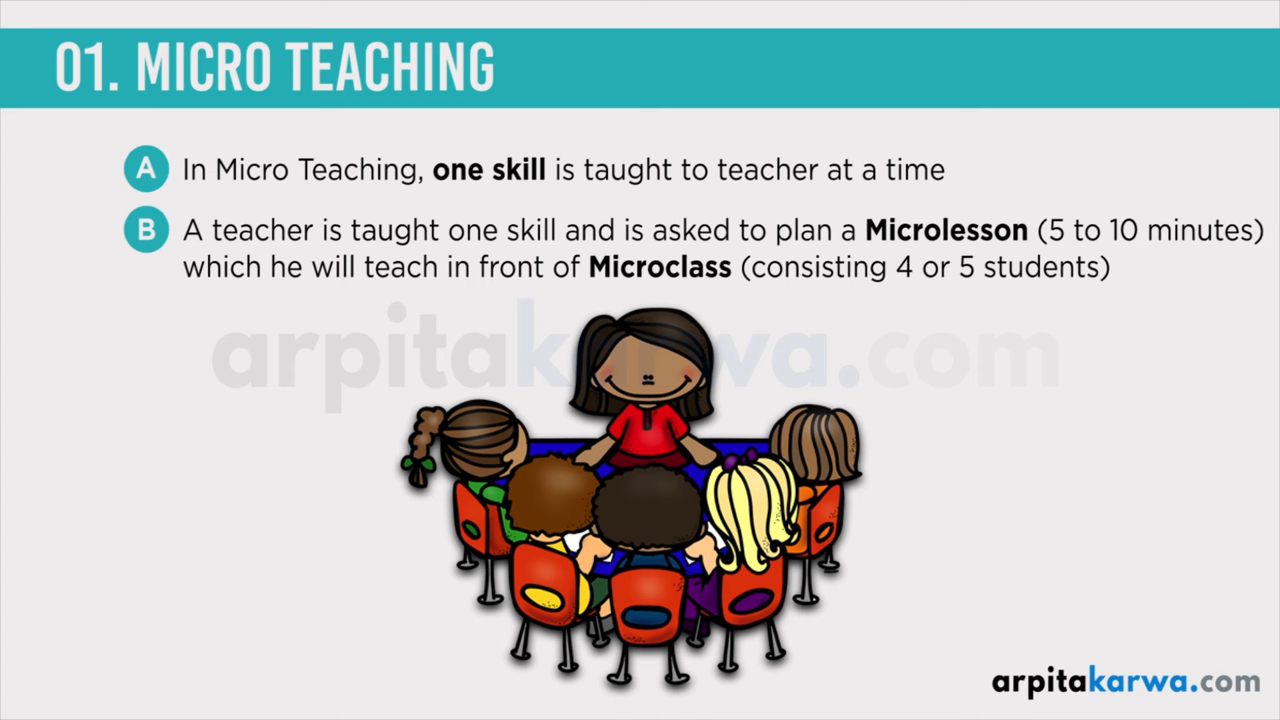 01. MICRO TEACHING
A In Micro Teaching, one skill is taught to teacher at a time
B A teacher is taught one skill and is asked to plan a Microlesson (5 to 10 minutes)
which he will teach in front of Microclass (consisting 4 or 5 students)
arpitakarwa.com
arpitakarwa.com